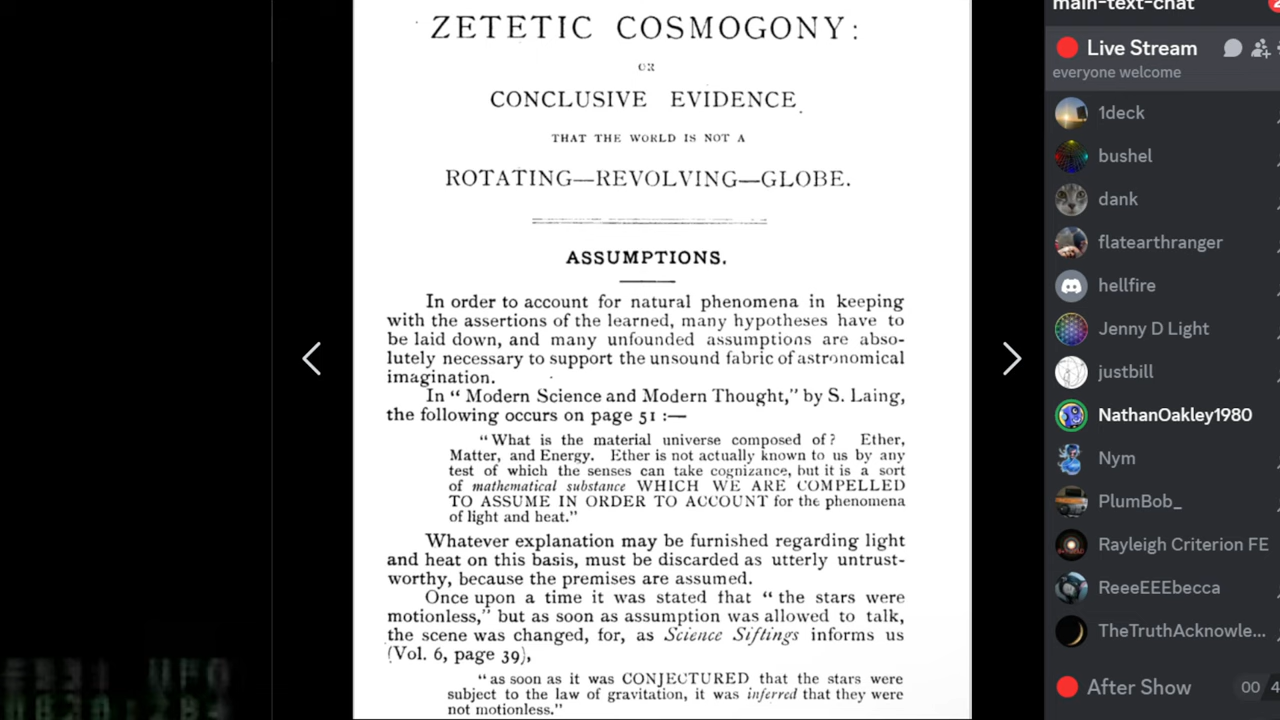 ZETETIC COSMOGONY:
OR
CONCLUSIVE EVIDENCE
THAT THE WORLD IS NOT A
ROTATING—REVOLVING—GLOBE.
ASSUMPTIONS.
In order to account for natural phenomena in keeping
with the assertions of the learned, many hypotheses have to
be laid down, and many unfounded assumptions are abso-
lutely necessary to support the unsound fabric of astronomical
imagination.
In “ Modern Science and Modern Thought,” by S. Laing,
the following occurs on page 51 :—
“ What is the material universe composed of ? Ether,
Matter, and Energy. Ether is not actually known to us by any
test of which the senses can take cognizance, but it is a sort
of mathematical substance WHICH WE ARE COMPELLED
TO ASSUME IN ORDER TO ACCOUNT for the phenomena
of light and heat.”
Whatever explanation may be furnished regarding light
and heat on this basis, must be discarded as utterly untrust-
worthy, because the premises are assumed.
Once upon a time it was stated that “ the stars were
motionless,” but as soon as assumption was allowed to talk,
the scene was changed, for, as Science Siftings informs us
(Vol. 6, page 39),
“ as soon as it was CONJECTURED that the stars were
subject to the law of gravitation, it was inferred that they were
not motionless.”
main-text-chat
Live Stream
everyone welcome
1deck
bushel
dank
flatearthranger
hellfire
Jenny D Light
justbill
NathanOakley1980
Nym
PlumBob_
Rayleigh Criterion FE
ReeeEEEbecca
TheTruthAcknowle...
After Show
00